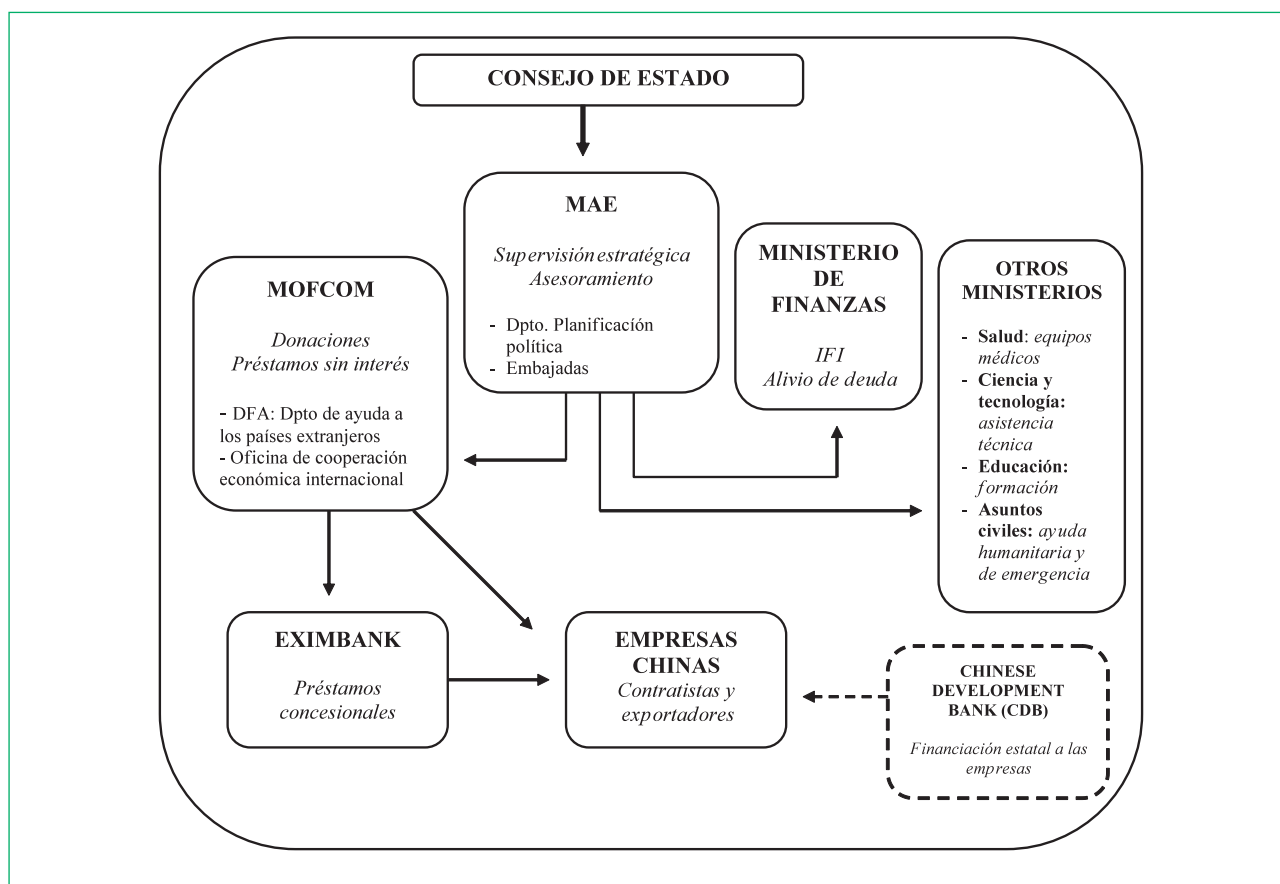 CONSEJO DE ESTADO
MAE
Supervisión estratégica
Asesoramiento
- Dpto. Planificación
política
- Embajadas
MOFCOM
Donaciones
Préstamos sin interés
- DFA: Dpto de ayuda a
los países extranjeros
- Oficina de cooperación
económica internacional
MINISTERIO
DE
FINANZAS
IFI
Alivio de deuda
OTROS
MINISTERIOS
- Salud: equipos
médicos
- Ciencia y
tecnología:
asistencia
técnica
- Educación:
formación
- Asuntos
civiles: ayuda
humanitaria y
de emergencia
EXIMBANK
Préstamos
concesionales
EMPRESAS
CHINAS
Contratistas y
exportadores
CHINESE
DEVELOPMENT
BANK (CDB)
Financiación estatal a las
empresas